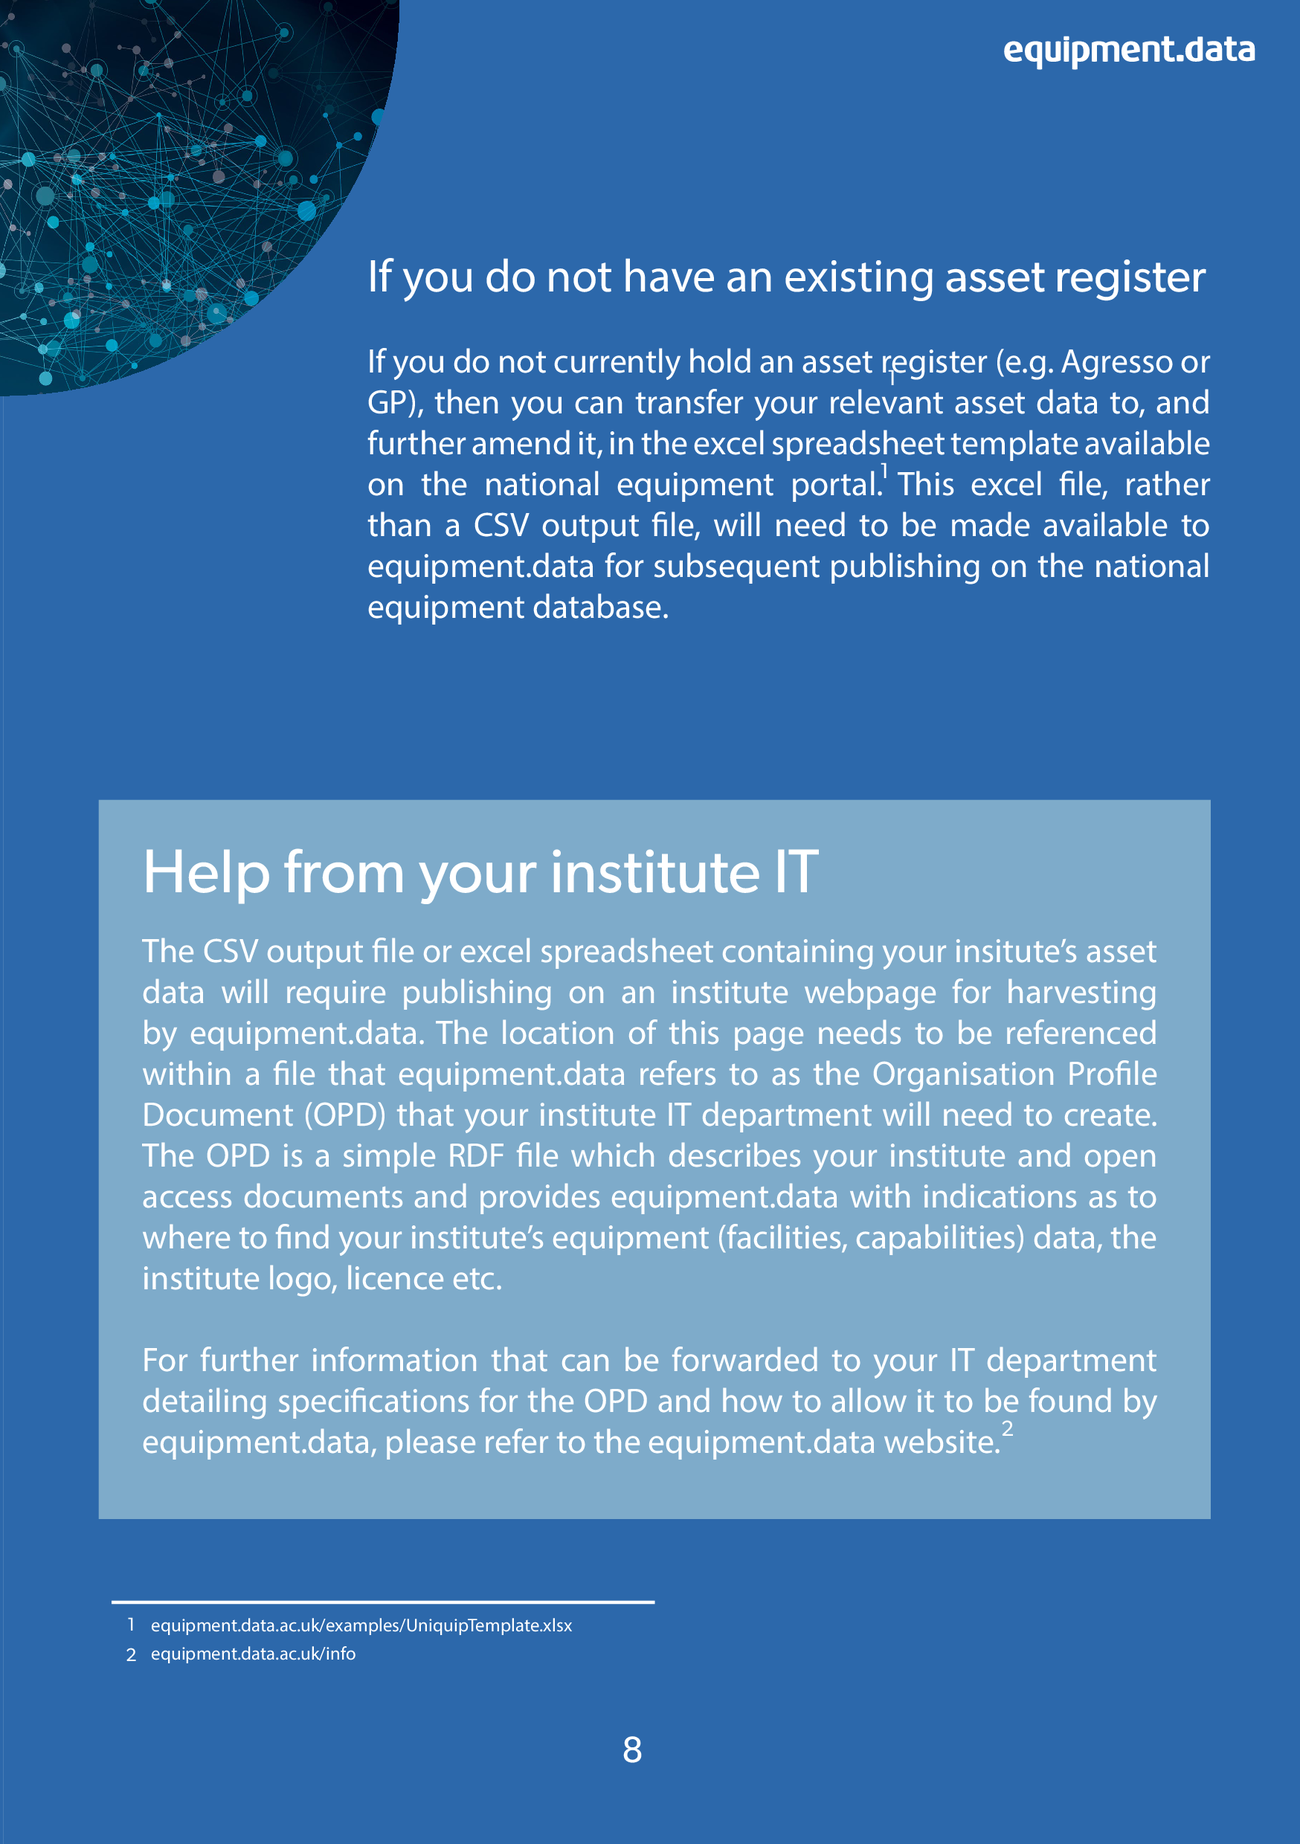 equipment.data
If you do not have an existing asset register
If you do not currently hold an asset register (e.g. Agresso or
1
GP), then you can transfer your relevant asset data to, and
further amend it, in the excel spreadsheet template available
on the national equipment portal.1 This excel file, rather
than a CSV output file, will need to be made available to
equipment.data for subsequent publishing on the national
equipment database.
Help from your institute IT
The CSV output file or excel spreadsheet containing your insitute’s asset
data will require publishing on an institute webpage for harvesting
by equipment.data. The location of this page needs to be referenced
within a file that equipment.data refers to as the Organisation Profile
Document (OPD) that your institute IT department will need to create.
The OPD is a simple RDF file which describes your institute and open
access documents and provides equipment.data with indications as to
where to find your institute’s equipment (facilities, capabilities) data, the
institute logo, licence etc.
For further information that can be forwarded to your IT department
detailing specifications for the OPD and how to allow it to be found by
equipment.data, please refer to the equipment.data website.2
1 equipment.data.ac.uk/examples/UniquipTemplate.xlsx
2 equipment.data.ac.uk/info
8